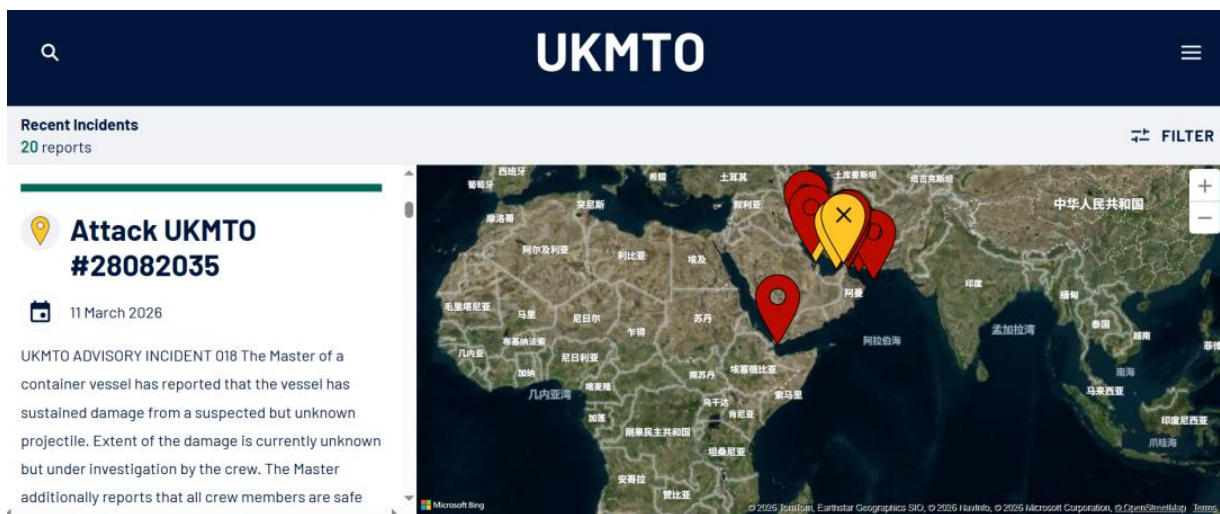 UKMTO
Recent Incidents
20 reports
FILTER
Attack UKMTO
#28082035
11 March 2026
UKMTO ADVISORY INCIDENT 018 The Master of a
container vessel has reported that the vessel has
sustained damage from a suspected but unknown
projectile. Extent of the damage is currently unknown
but under investigation by the crew. The Master
additionally reports that all crew members are safe
西班牙
葡萄牙
希腊
土耳其
土库曼斯坦
塔吉克斯坦
突尼斯
叙利亚
摩洛哥
中华人民共和国
阿尔及利亚
利比亚
埃及
印度
阿曼
缅甸
毛里塔尼亚
马里
尼日尔
乍得
苏丹
孟加拉湾
泰国
越南
阿拉伯海
布基纳法索
几内亚
尼日利亚
加纳
南苏丹
埃塞俄比亚
南海
喀麦隆
几内亚湾
索马里
马来西亚
乌干达
肯尼亚
加蓬
刚果民主共和国
印度尼西亚
坦桑尼亚
爪哇海
安哥拉
赞比亚
Microsoft Bing
© 2026 TomTom, Earthstar Geographics SIO, © 2026 NavInfo, © 2026 Microsoft Corporation, © OpenStreetMap Terms